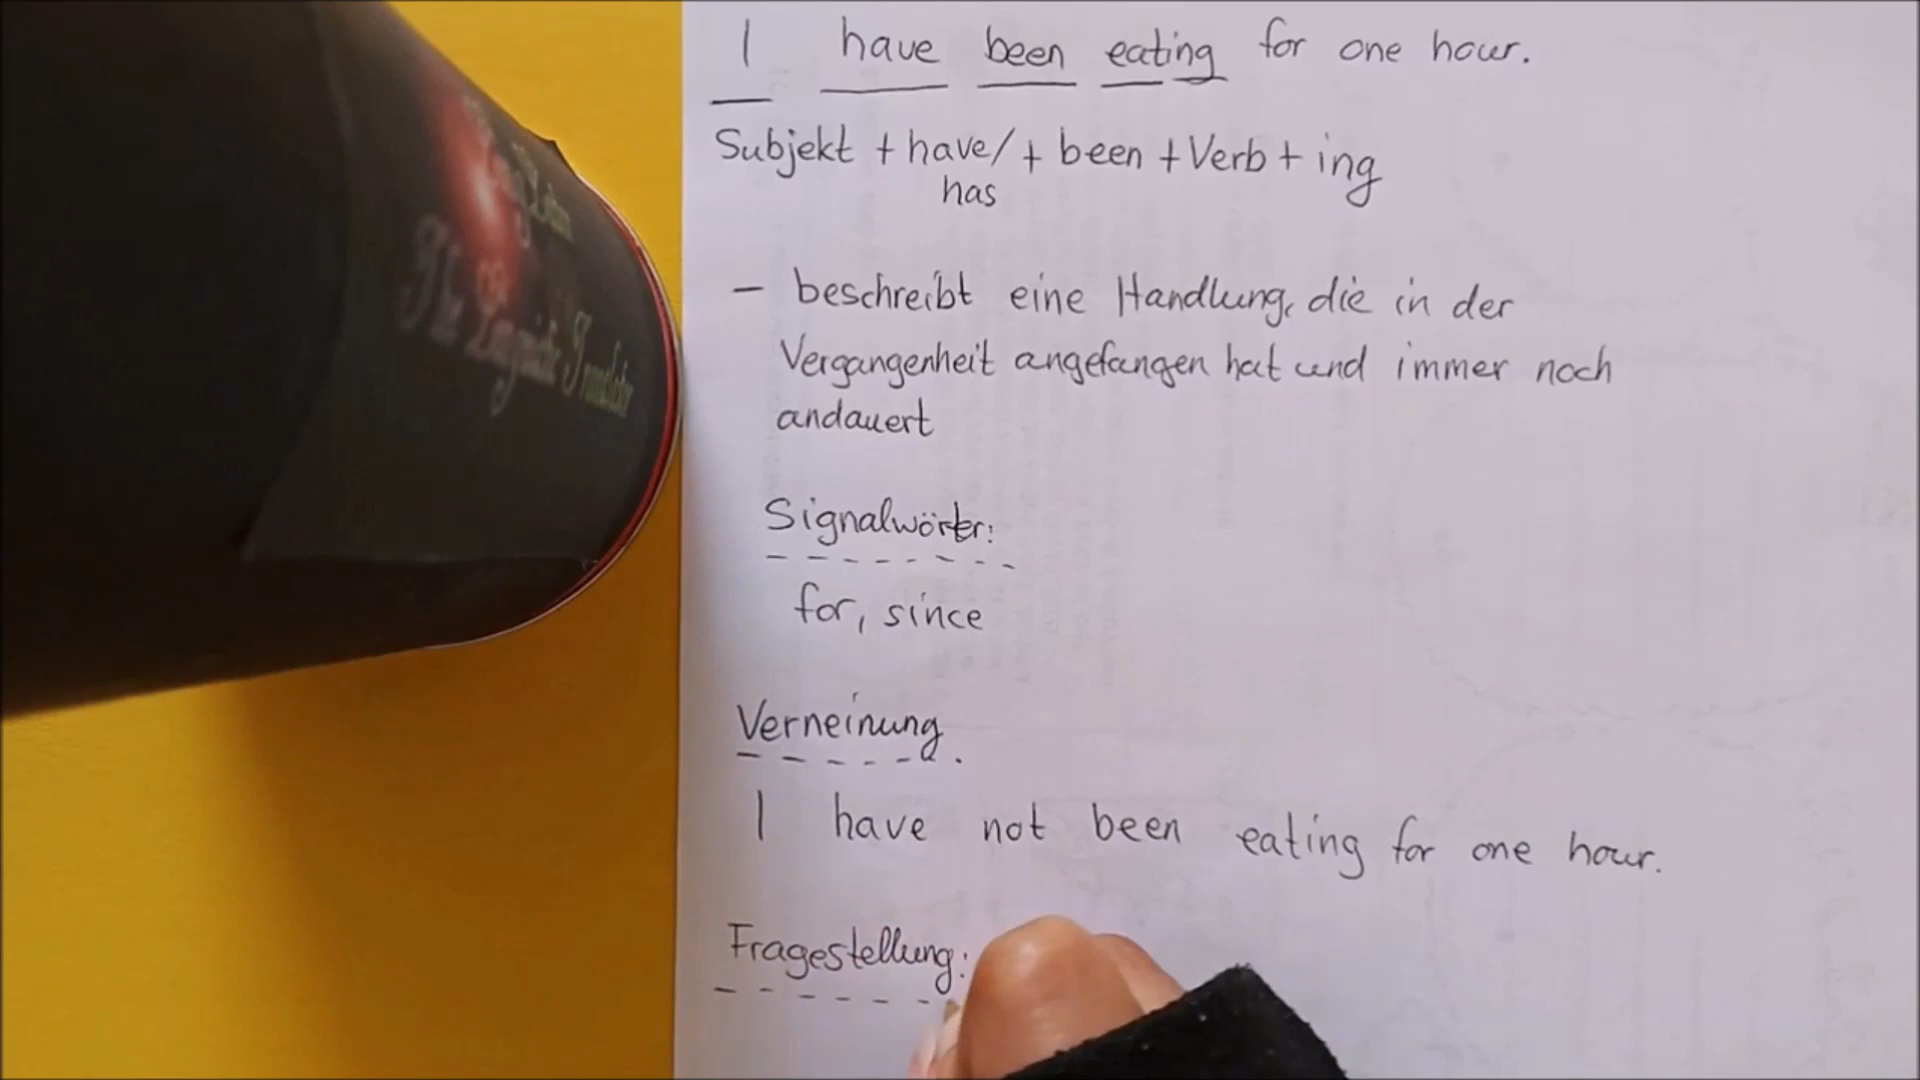 I have been eating for one hour.
Subjekt + have/ + been + Verb + ing
has
- beschreibt eine Handlung, die in der
Vergangenheit angefangen hat und immer noch
andauert
Signalwörter:
for, since
Verneinung
I have not been eating for one hour.
Fragestellung: